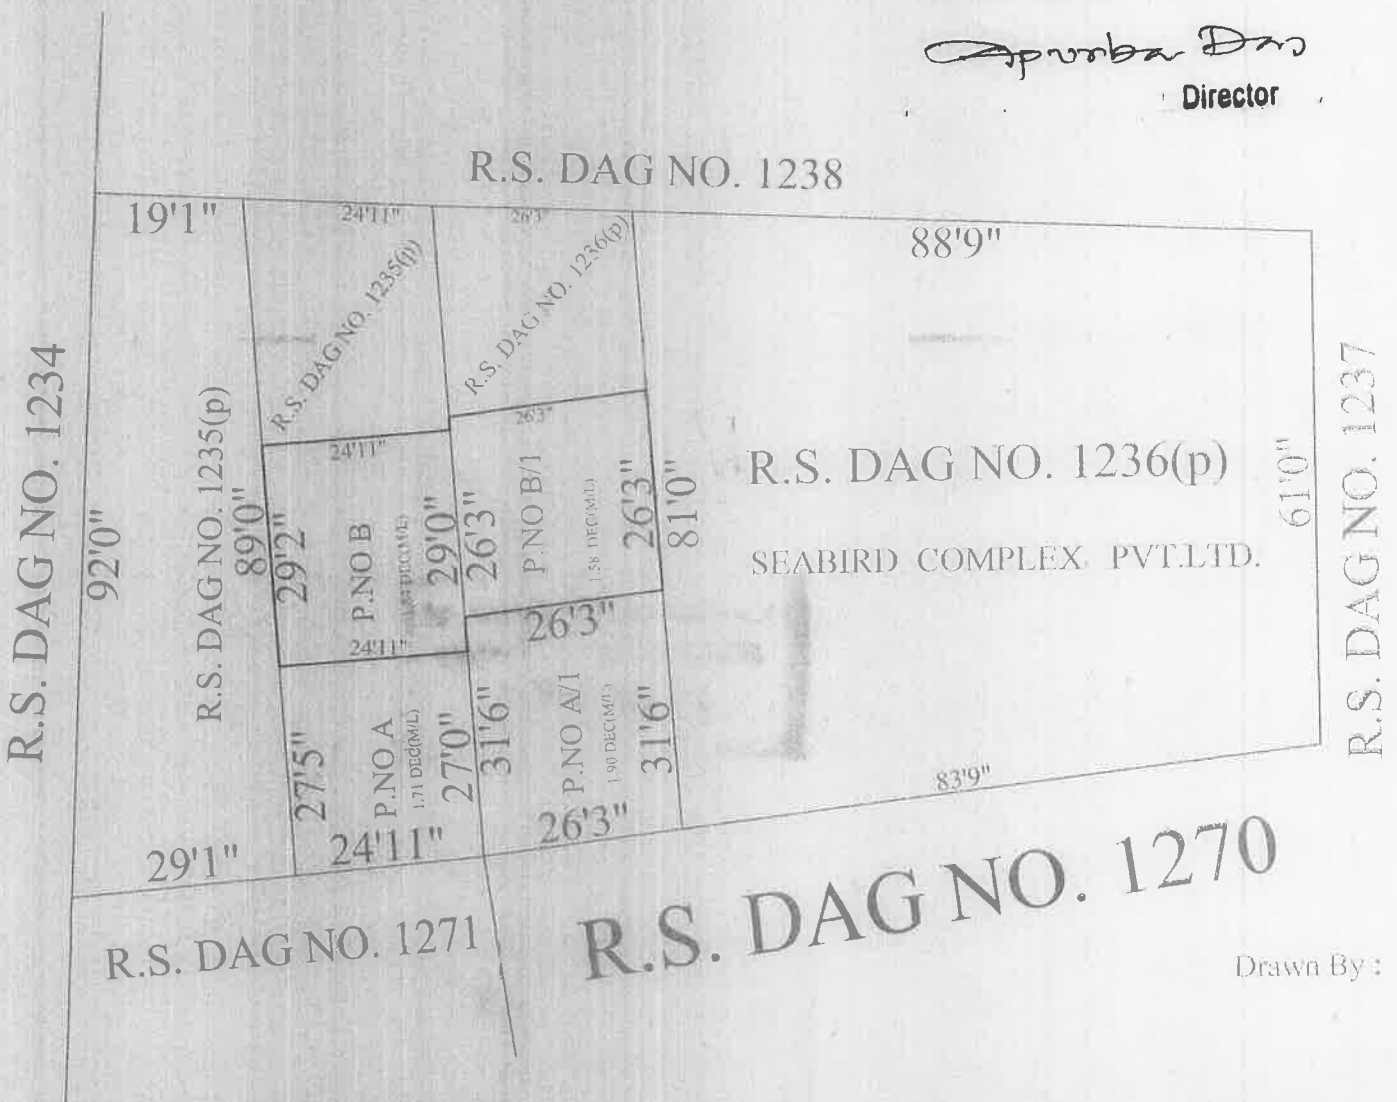 Apurba Das
Director
R.S. DAG NO. 1238
19'1"
24'11"
26'3"
88'9"
R.S. DAG NO. 1234
92'0"
R.S. DAG NO. 1235(p)
89'0"
R.S. DAG NO. 1235(p)
R.S. DAG NO. 1236(p)
24'11"
29'2"
P.NO B
DEC(M/L)
29'0"
24'11"
26'3"
26'3"
P.NO B/1
1.58 DEC(M/L)
26'3"
26'3"
81'0"
R.S. DAG NO. 1236(p)
SEABIRD COMPLEX PVT.LTD.
61'0"
R.S. DAG NO. 1237
27'5"
P.NO A
1.71 DEC(M/L)
27'0"
24'11"
31'6"
P.NO A/1
1.90 DEC(M/L)
31'6"
26'3"
83'9"
29'1"
R.S. DAG NO. 1271
R.S. DAG NO. 1270
Drawn By :